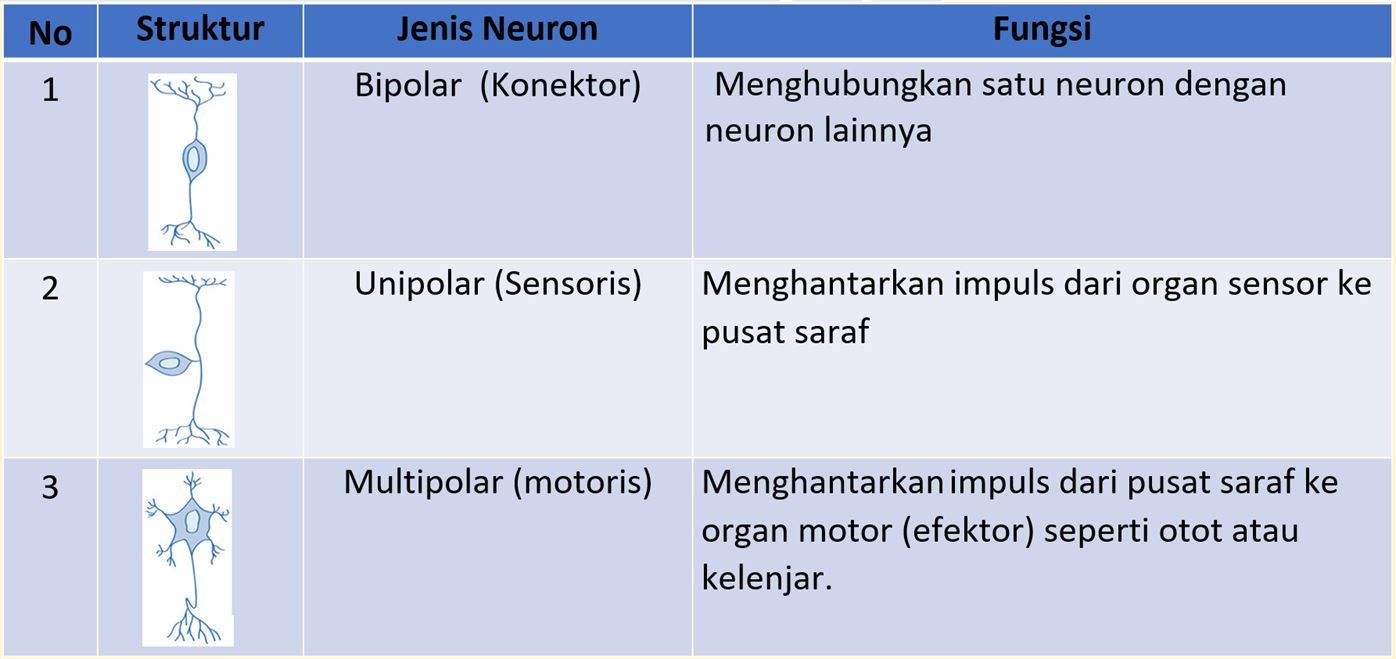 No Struktur Jenis Neuron Fungsi
1 Bipolar (Konektor) Menghubungkan satu neuron dengan
neuron lainnya
2 Unipolar (Sensoris) Menghantarkan impuls dari organ sensor ke
pusat saraf
3 Multipolar (motoris) Menghantarkan impuls dari pusat saraf ke
organ motor (efektor) seperti otot atau
kelenjar.